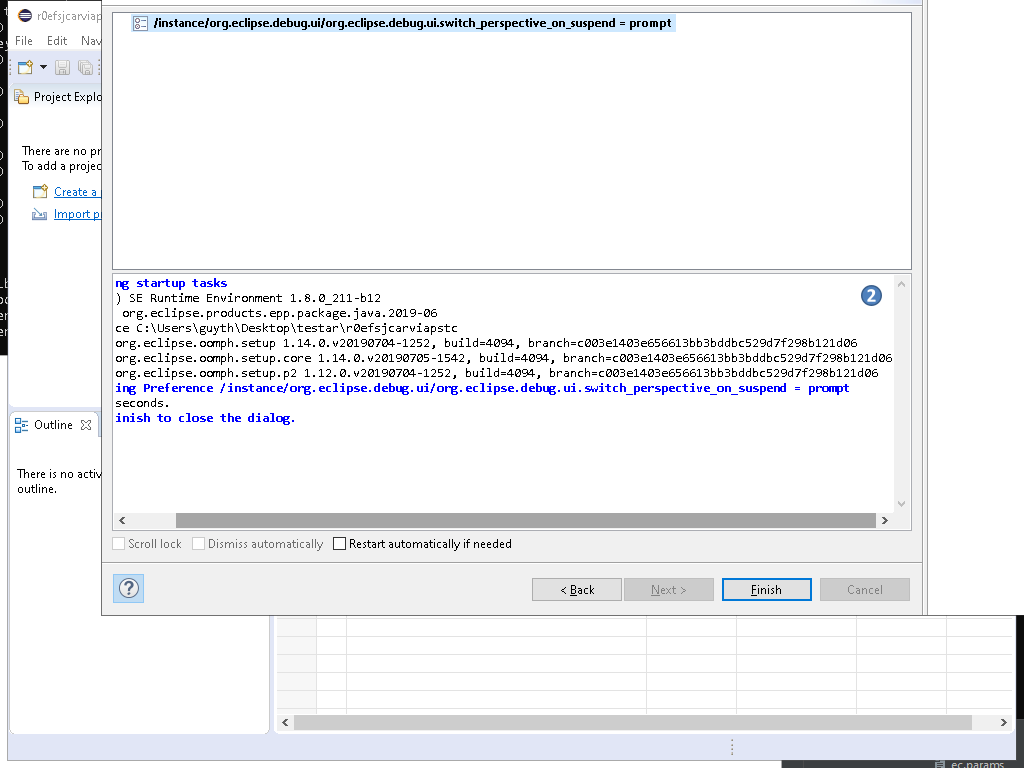 r0efsjcarviap
/instance/org.eclipse.debug.ui/org.eclipse.debug.ui.switch_perspective_on_suspend = prompt
File Edit Nav
Project Explo
There are no pr
To add a projec
Create a
Import p
ng startup tasks
) SE Runtime Environment 1.8.0_211-b12
org.eclipse.products.epp.package.java.2019-06
ce C:\Users\guyth\Desktop\testar\r0efsjcarviapstc
org.eclipse.oomph.setup 1.14.0.v20190704-1252, build=4094, branch=c003e1403e656613bb3bddbc529d7f298b121d06
org.eclipse.oomph.setup.core 1.14.0.v20190705-1542, build=4094, branch=c003e1403e656613bb3bddbc529d7f298b121d06
org.eclipse.oomph.setup.p2 1.12.0.v20190704-1252, build=4094, branch=c003e1403e656613bb3bddbc529d7f298b121d06
ing Preference /instance/org.eclipse.debug.ui/org.eclipse.debug.ui.switch_perspective_on_suspend = prompt
seconds.
inish to close the dialog.
2
Outline
There is no activ
outline.
Scroll lock Dismiss automatically Restart automatically if needed
? < Back Next > Finish Cancel
ec.params